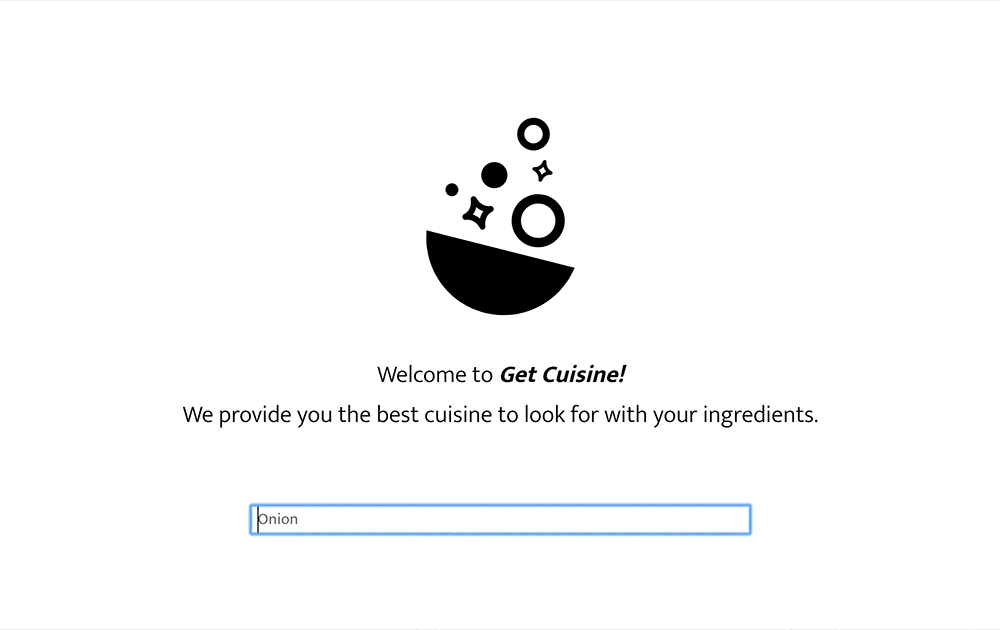 Welcome to Get Cuisine!
We provide you the best cuisine to look for with your ingredients.
Onion